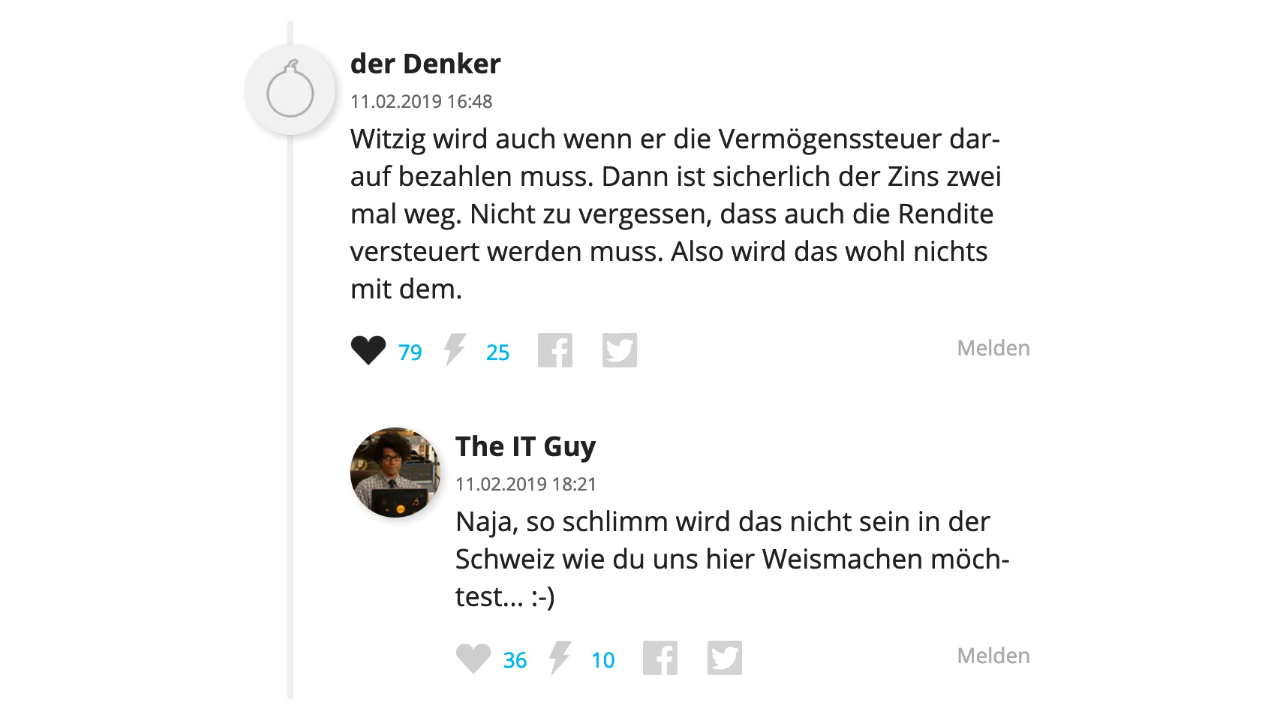 der Denker
11.02.2019 16:48
Witzig wird auch wenn er die Vermögenssteuer dar-
auf bezahlen muss. Dann ist sicherlich der Zins zwei
mal weg. Nicht zu vergessen, dass auch die Rendite
versteuert werden muss. Also wird das wohl nichts
mit dem.
79 25 Melden
The IT Guy
11.02.2019 18:21
Naja, so schlimm wird das nicht sein in der
Schweiz wie du uns hier Weismachen möch-
test... :-)
36 10 Melden